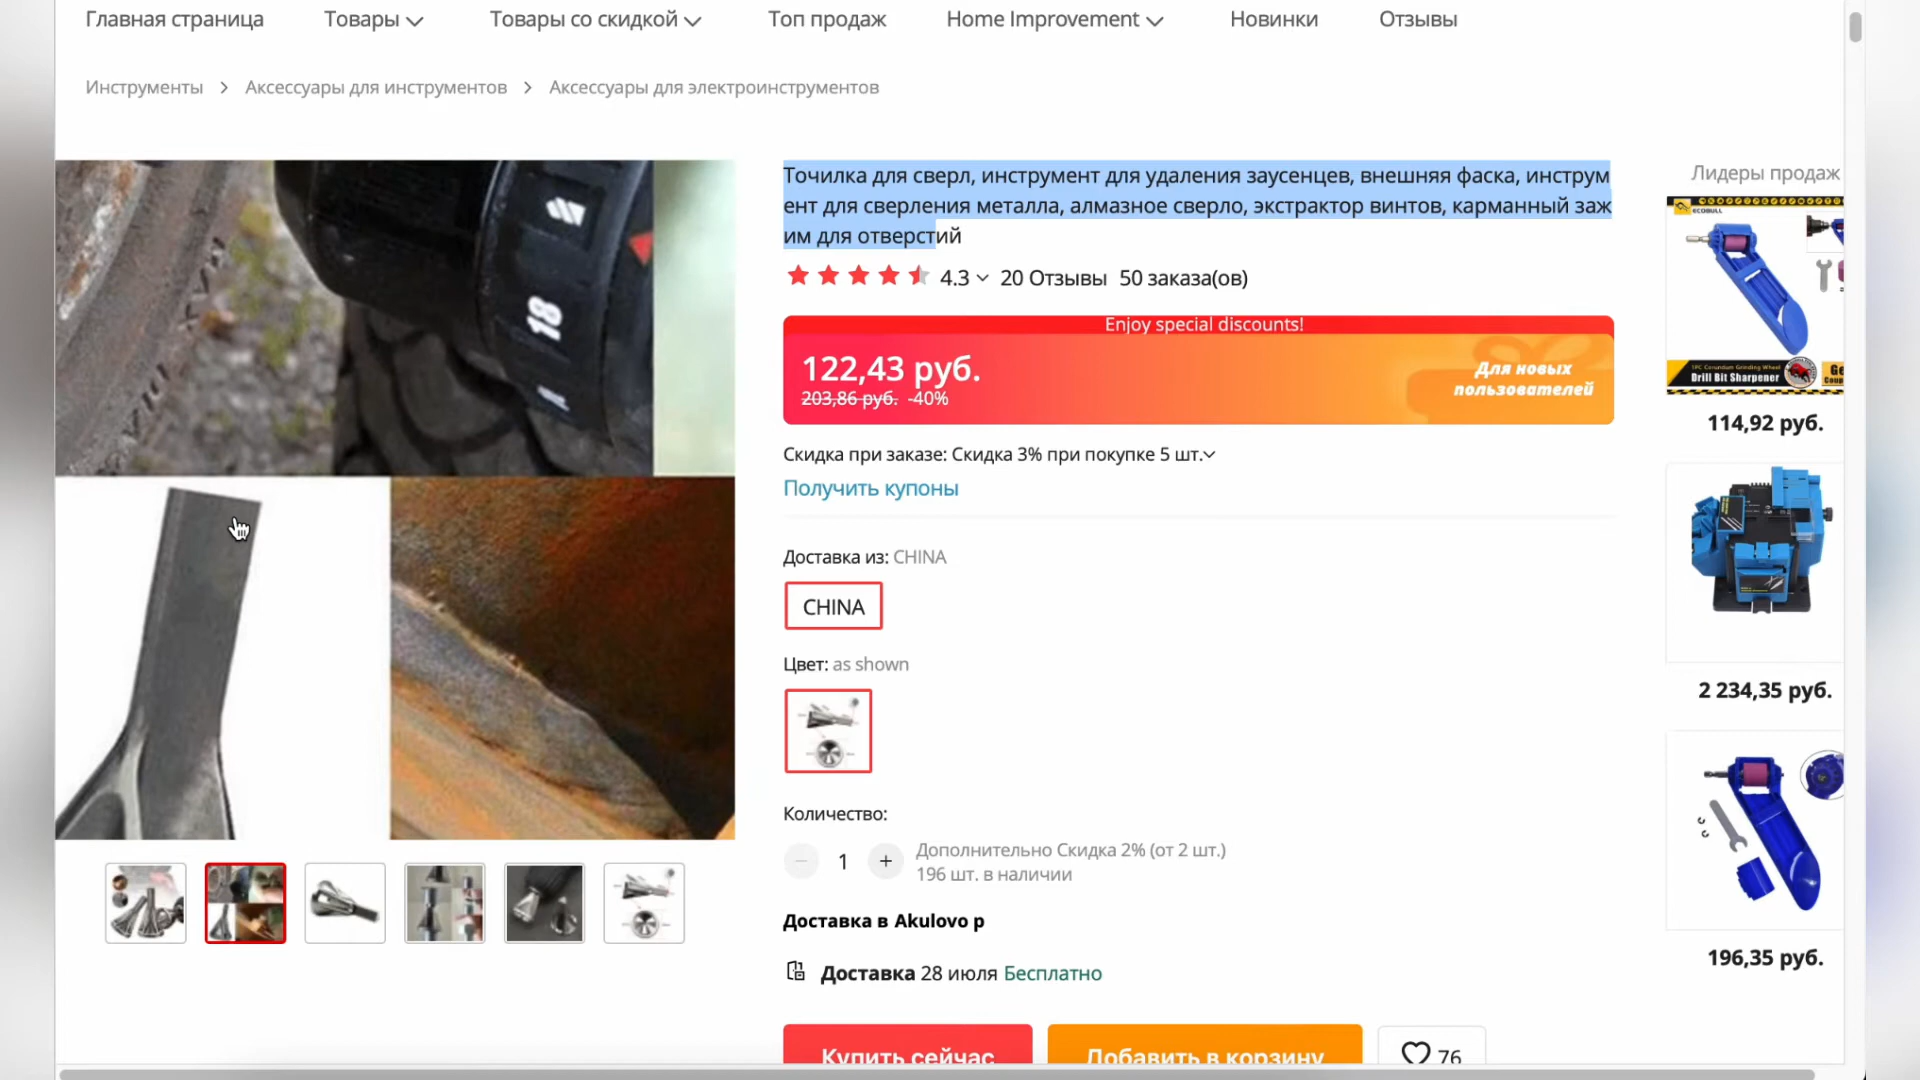 Главная страница
Товары
Товары со скидкой
Топ продаж
Home Improvement
Новинки
Отзывы
Инструменты > Аксессуары для инструментов > Аксессуары для электроинструментов
Точилка для сверл, инструмент для удаления заусенцев, внешняя фаска, инструм
ент для сверления металла, алмазное сверло, экстрактор винтов, карманный заж
им для отверстий
4.3 20 Отзывы 50 заказа(ов)
Enjoy special discounts!
122,43 руб.
203,86 руб. -40%
Для новых
пользователей
Скидка при заказе: Скидка 3% при покупке 5 шт.
Получить купоны
Доставка из: CHINA
CHINA
Цвет: as shown
Количество:
1
Дополнительно Скидка 2% (от 2 шт.)
196 шт. в наличии
Доставка в Akulovo p
Доставка 28 июля Бесплатно
Купить сейчас
Добавить в корзину
76
18
Лидеры продаж
ECOBULL
1PC Corundum Grinding Wheel
Drill Bit Sharpener
114,92 руб.
2 234,35 руб.
196,35 руб.